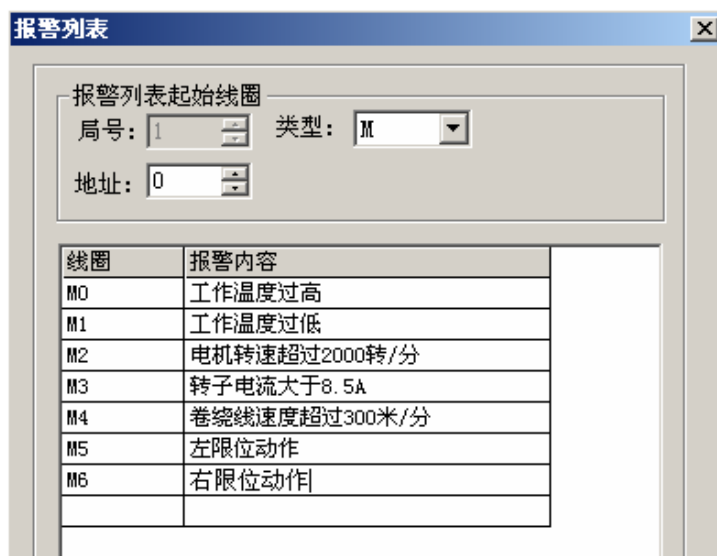 报警列表
报警列表起始线圈
局号: 1 类型: M
地址: 0
线圈 报警内容
M0 工作温度过高
M1 工作温度过低
M2 电机转速超过2000转/分
M3 转子电流大于8.5A
M4 卷绕线速度超过300米/分
M5 左限位动作
M6 右限位动作